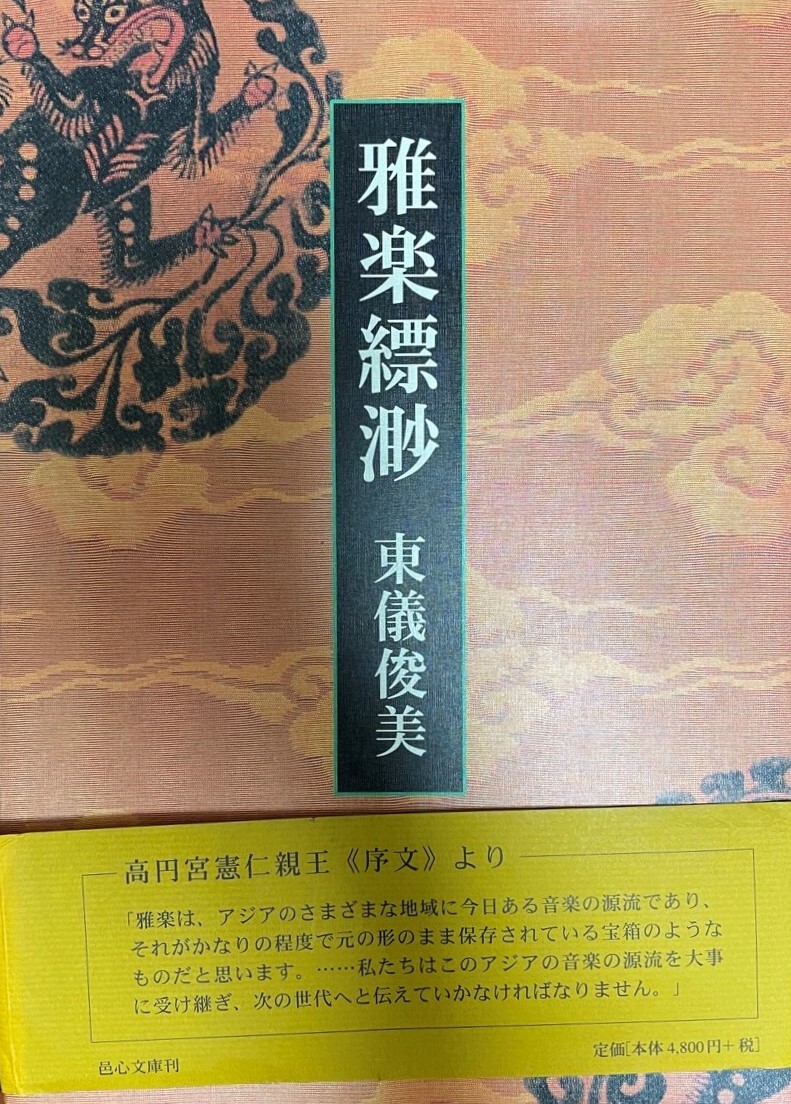 雅楽縹渺
東儀俊美
高円宮憲仁親王《序文》より
「雅楽は、アジアのさまざまな地域に今日ある音楽の源流であり、
それがかなりの程度で元の形のまま保存されている宝箱のような
ものだと思います。……私たちはこのアジアの音楽の源流を大事
に受け継ぎ、次の世代へと伝えていかなければなりません。」
邑心文庫刊
定価[本体4,800円+税]